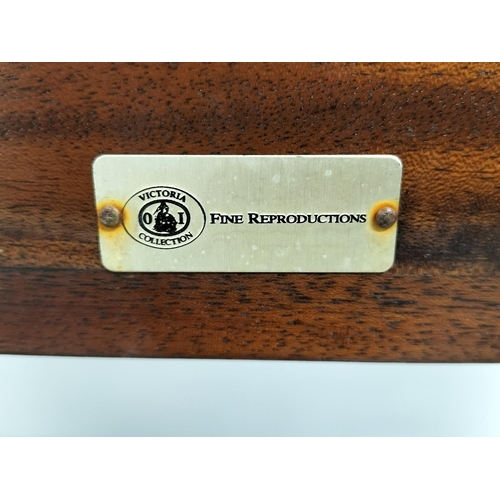 VICTORIA
O I
COLLECTION
FINE REPRODUCTIONS